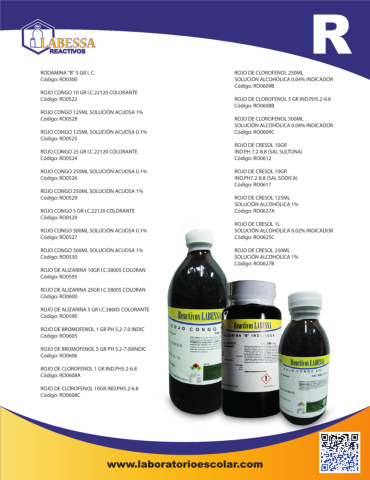 LABESSA
REACTIVOS
R
RODAMINA "B" 5 GR I. C.
Código: RO0300
ROJO CONGO 10 GR I.C.22120 COLORANTE
Código: RO0522
ROJO CONGO 125ML SOLUCIÓN ACUOSA 1%
Código: RO0528
ROJO CONGO 125ML SOLUCIÓN ACUOSA 0.1%
Código: RO0525
ROJO CONGO 25 GR I.C.22120 COLORANTE
Código: RO0524
ROJO CONGO 250ML SOLUCIÓN ACUOSA 0.1%
Código: RO0526
ROJO CONGO 250ML SOLUCIÓN ACUOSA 1%
Código: RO0529
ROJO CONGO 5 GR I.C.22120 COLORANTE
Código: RO0520
ROJO CONGO 500ML SOLUCIÓN ACUOSA 0.1%
Código: RO0527
ROJO CONGO 500ML SOLUCIÓN ACUOSA 1%
Código: RO0530
ROJO DE ALIZARINA 10GR I.C.58005 COLORAN
Código: RO0595
ROJO DE ALIZARINA 25GR I.C.58005 COLORAN
Código: RO0600
ROJO DE ALIZARINA 5 GR I.C.58005 COLORANTE
Código: RO0590
ROJO DE BROMOFENOL 1 GR PH 5.2-7.0 INDIC
Código: RO0605
ROJO DE BROMOFENOL 5 GR PH 5.2-7.00INDIC
Código: RO0606
ROJO DE CLOROFENOL 1 GR IND.PH5.2-6.8
Código: RO0608A
ROJO DE CLOROFENOL 10GR IND.PH5.2-6.8
Código: RO0608C
ROJO DE CLOROFENOL 250ML
SOLUCIÓN ALCOHÓLICA 0.04% INDICADOR
Código: RO0609B
ROJO DE CLOROFENOL 5 GR IND.PH5.2-6.8
Código: RO0608B
ROJO DE CLOROFENOL 500ML
SOLUCIÓN ALCOHÓLICA 0.04% INDICADOR
Código: RO0609C
ROJO DE CRESOL 10GR
IND.PH 7.2-8.8 (SAL SULTONA)
Código: RO0612
ROJO DE CRESOL 10GR
IND.PH7.2-8.8 (SAL SODICA)
Código: RO0617
ROJO DE CRESOL 125ML
SOLUCIÓN ALCOHÓLICA 1%
Código: RO0627A
ROJO DE CRESOL 1L
SOLUCIÓN ALCOHÓLICA 0.02% INDICADOR
Código: RO0625C
ROJO DE CRESOL 250ML
SOLUCIÓN ALCOHÓLICA 1%
Código: RO0627B
Reactivos LABESSA
ROJO CONGO
Reactivos LABESSA
Reactivos LABESSA
www.laboratorioescolar.com